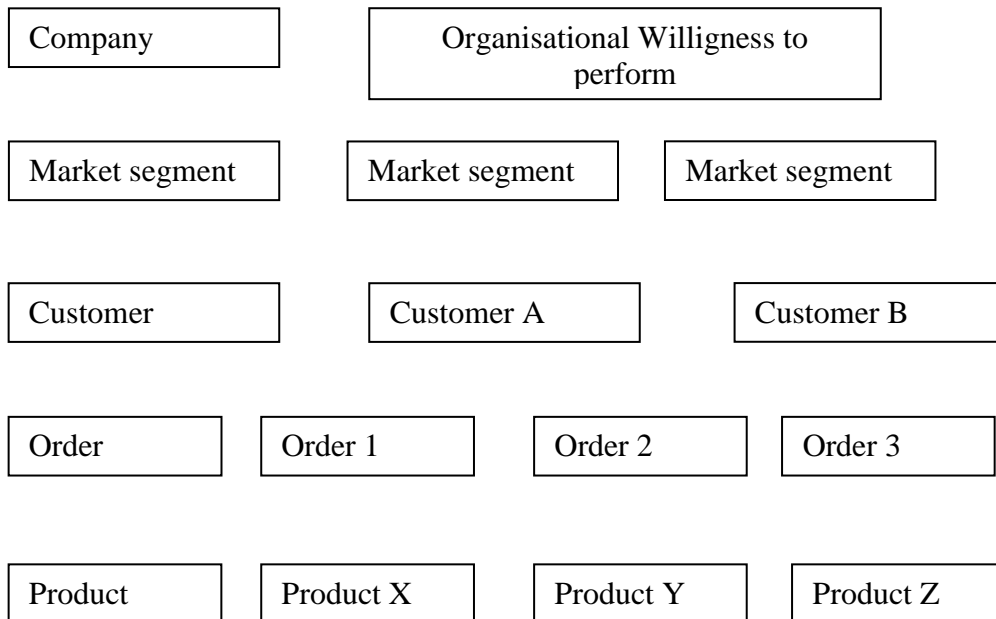 Company
Organisational Willigness to
perform
Market segment
Market segment
Market segment
Customer
Customer A
Customer B
Order
Order 1
Order 2
Order 3
Product
Product X
Product Y
Product Z